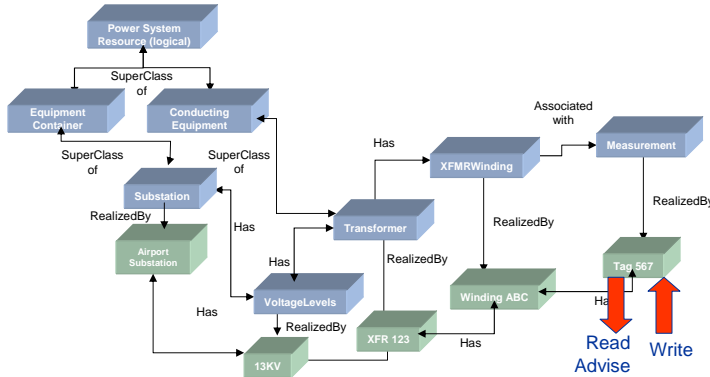 Power System
Resource (logical)
SuperClass
of
Equipment
Container
Conducting
Equipment
Associated
with
Has
XFMRWinding
Measurement
SuperClass
of
SuperClass
of
Substation
RealizedBy
Has
Transformer
RealizedBy
RealizedBy
Airport
Substation
Has
RealizedBy
Tag 567
VoltageLevels
Winding ABC
Ha
Has
RealizedBy
XFR 123
Has
13KV
Read
Advise
Write